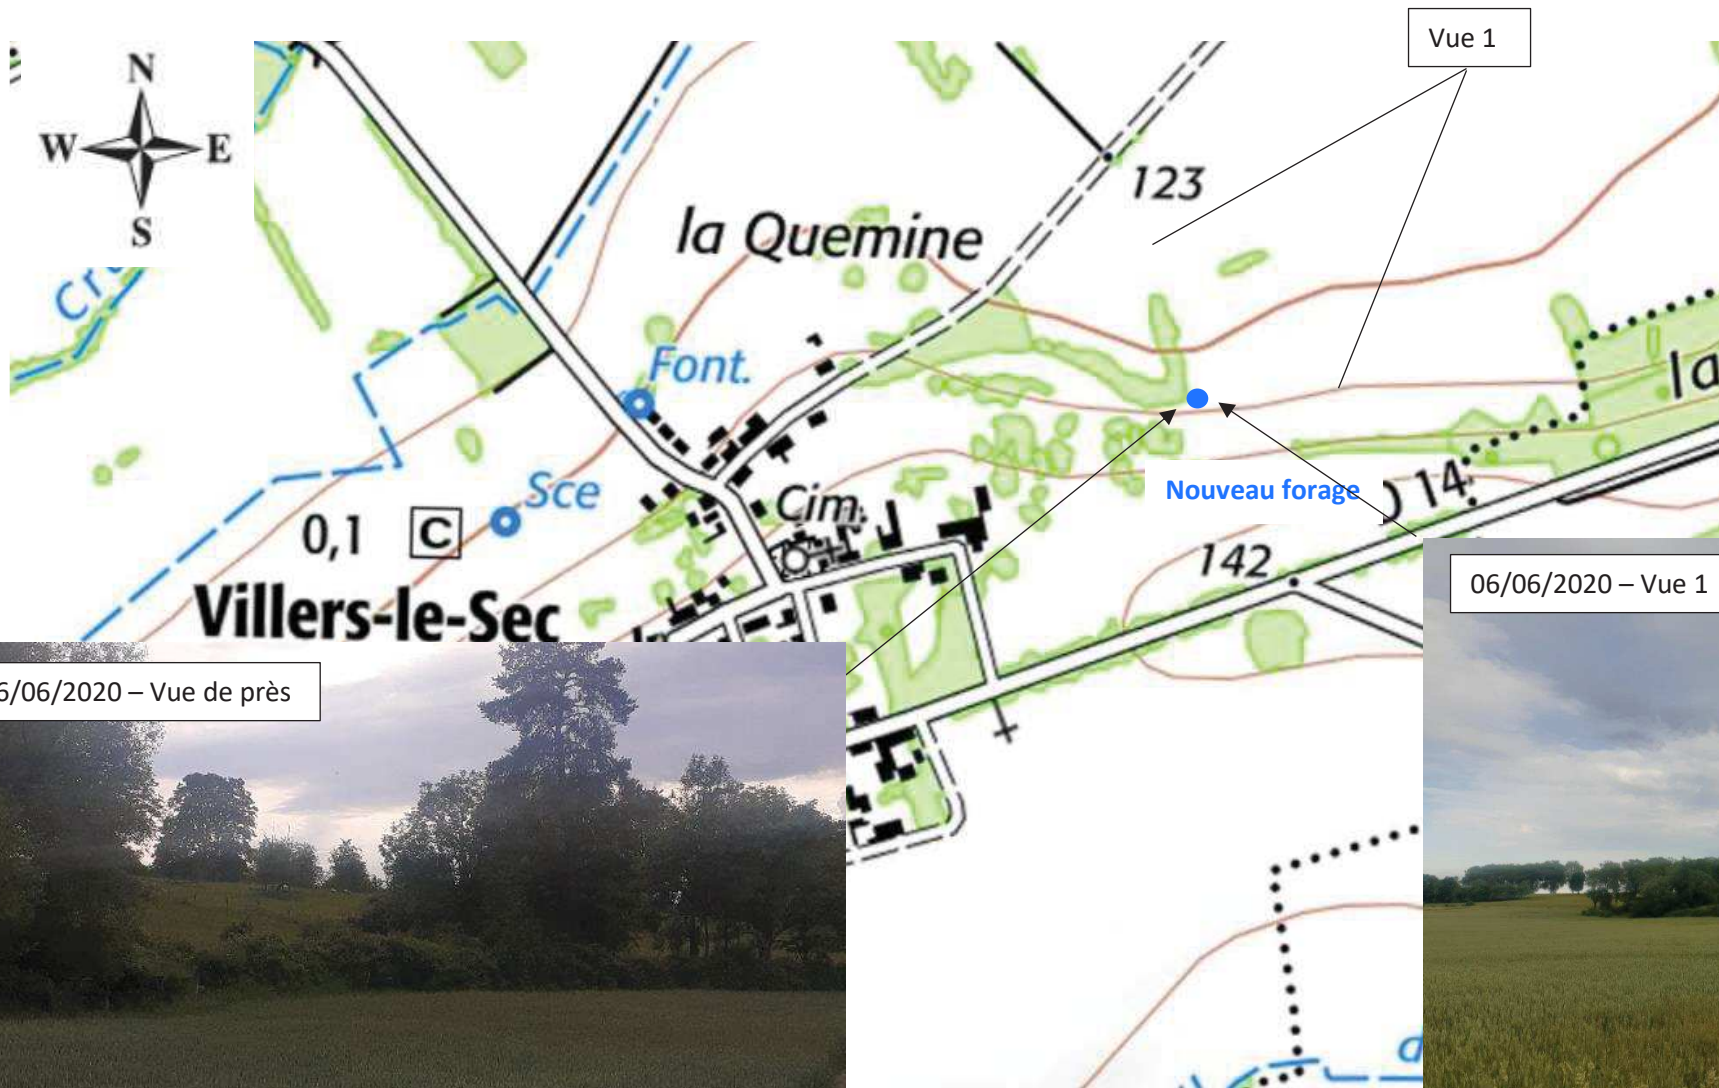 Vue 1
N
W
E
S
123
la Quemine
Cr
Font.
la
Sce
Nouveau forage
Cim.
D 14
0,1
C
142
Villers-le-Sec
06/06/2020 – Vue 1
6/06/2020 – Vue de près
d